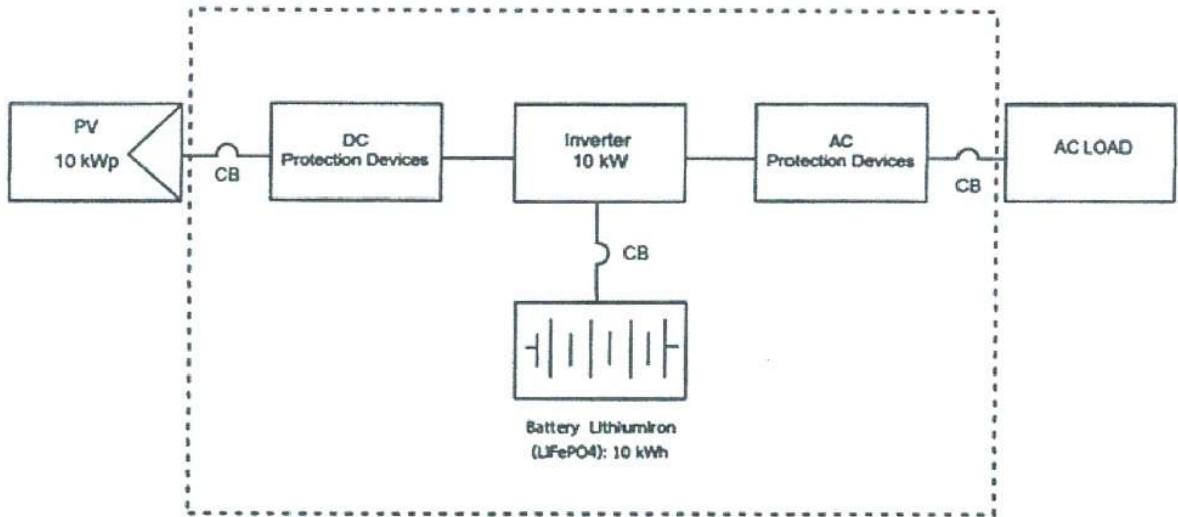 PV
10 kWp
CB
DC
Protection Devices
Inverter
10 kW
AC
Protection Devices
CB
AC LOAD
CB
Battery LithiumIron
(LiFePO4): 10 kWh